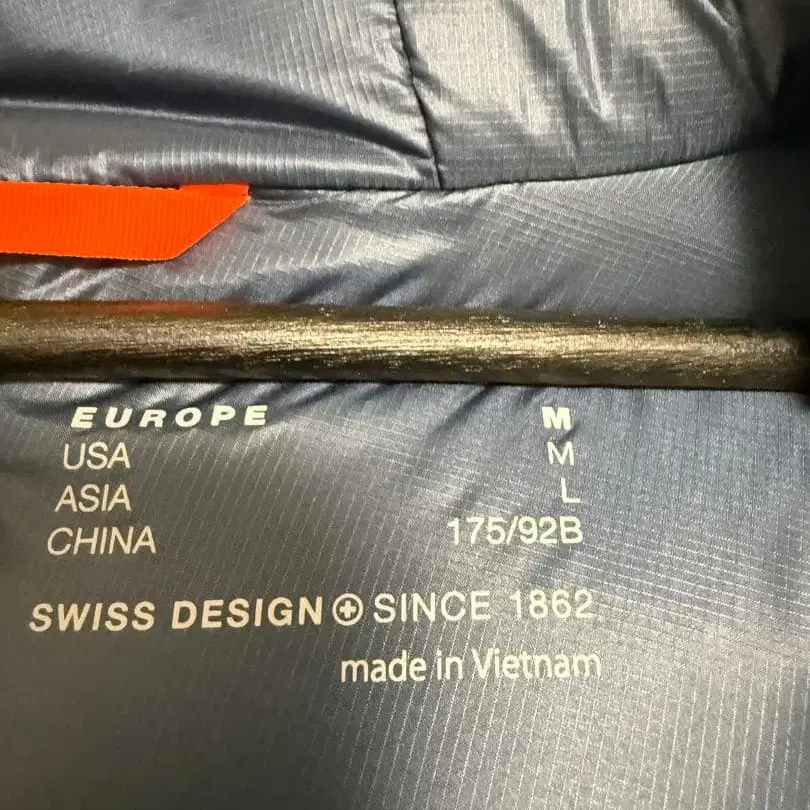 EUROPE M
USA M
ASIA L
CHINA 175/92B
SWISS DESIGN SINCE 1862
made in Vietnam